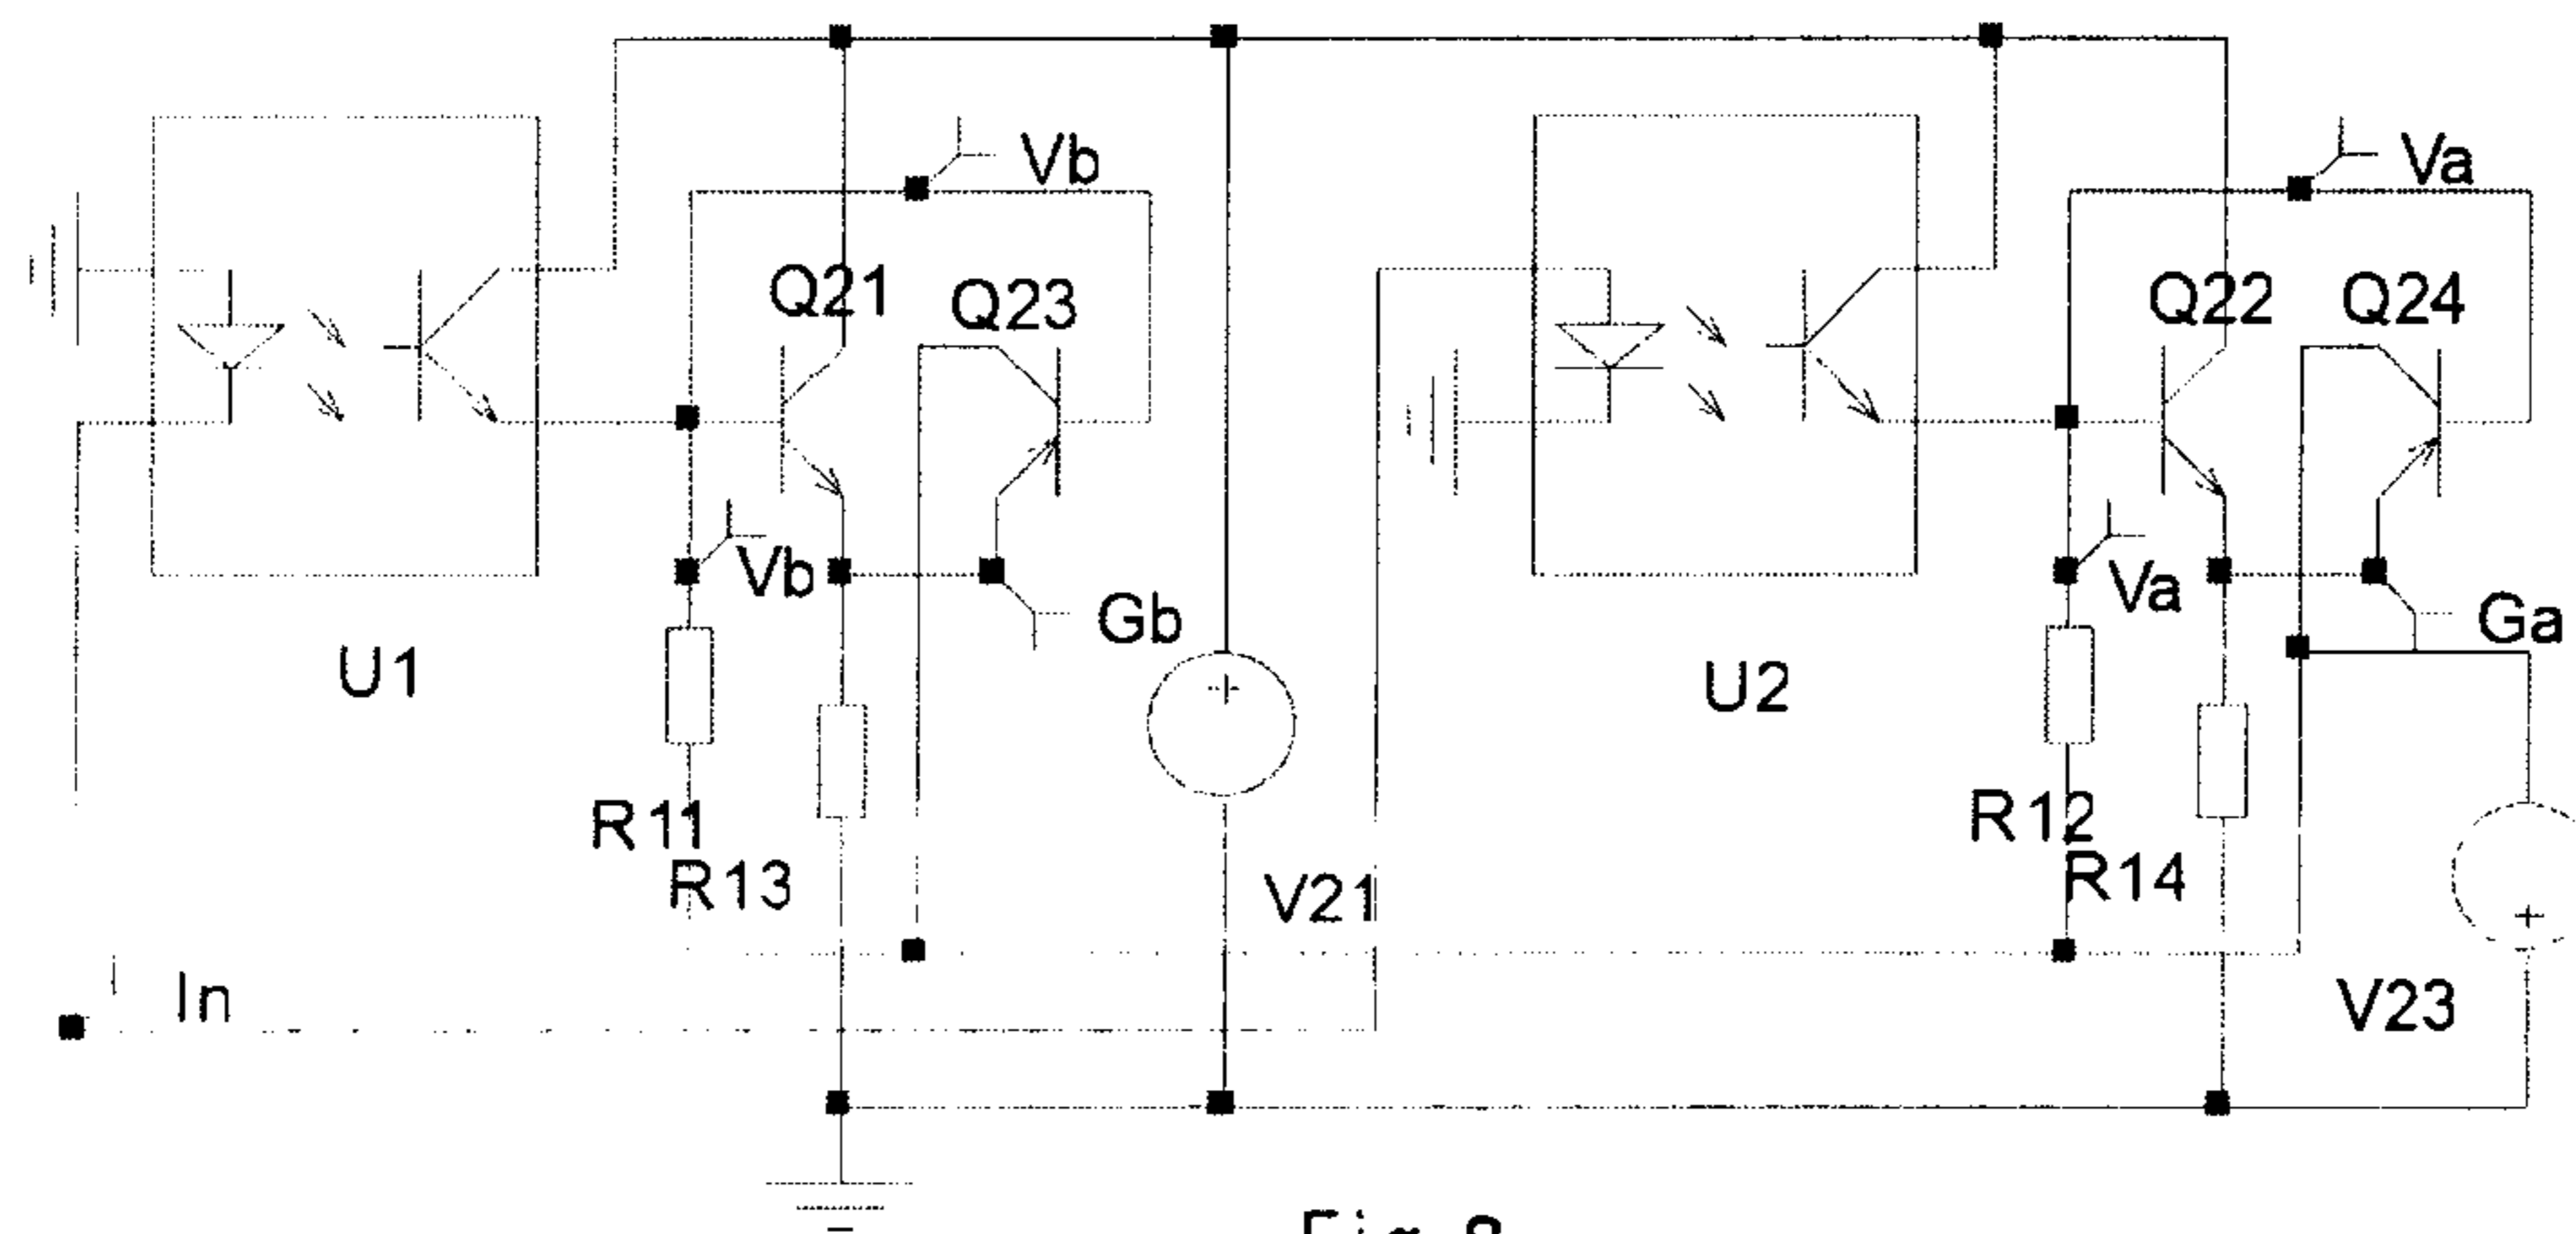 Vb
Va
Q21
Q23
Q22
Q24
Vb
Gb
Va
Ga
U1
U2
R11
R13
V21
R12
R14
In
V23